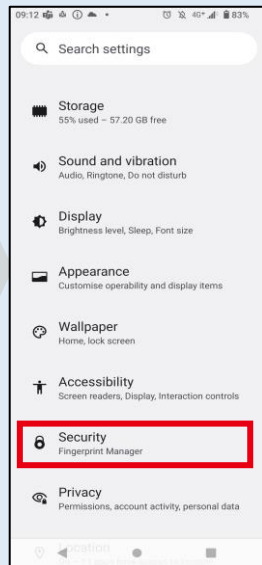 09:12 4G+ 83%
Search settings
Storage
55% used – 57.20 GB free
Sound and vibration
Audio, Ringtone, Do not disturb
Display
Brightness level, Sleep, Font size
Appearance
Customise operability and display items
Wallpaper
Home, lock screen
Accessibility
Screen readers, Display, Interaction controls
Security
Fingerprint Manager
Privacy
Permissions, account activity, personal data
Location